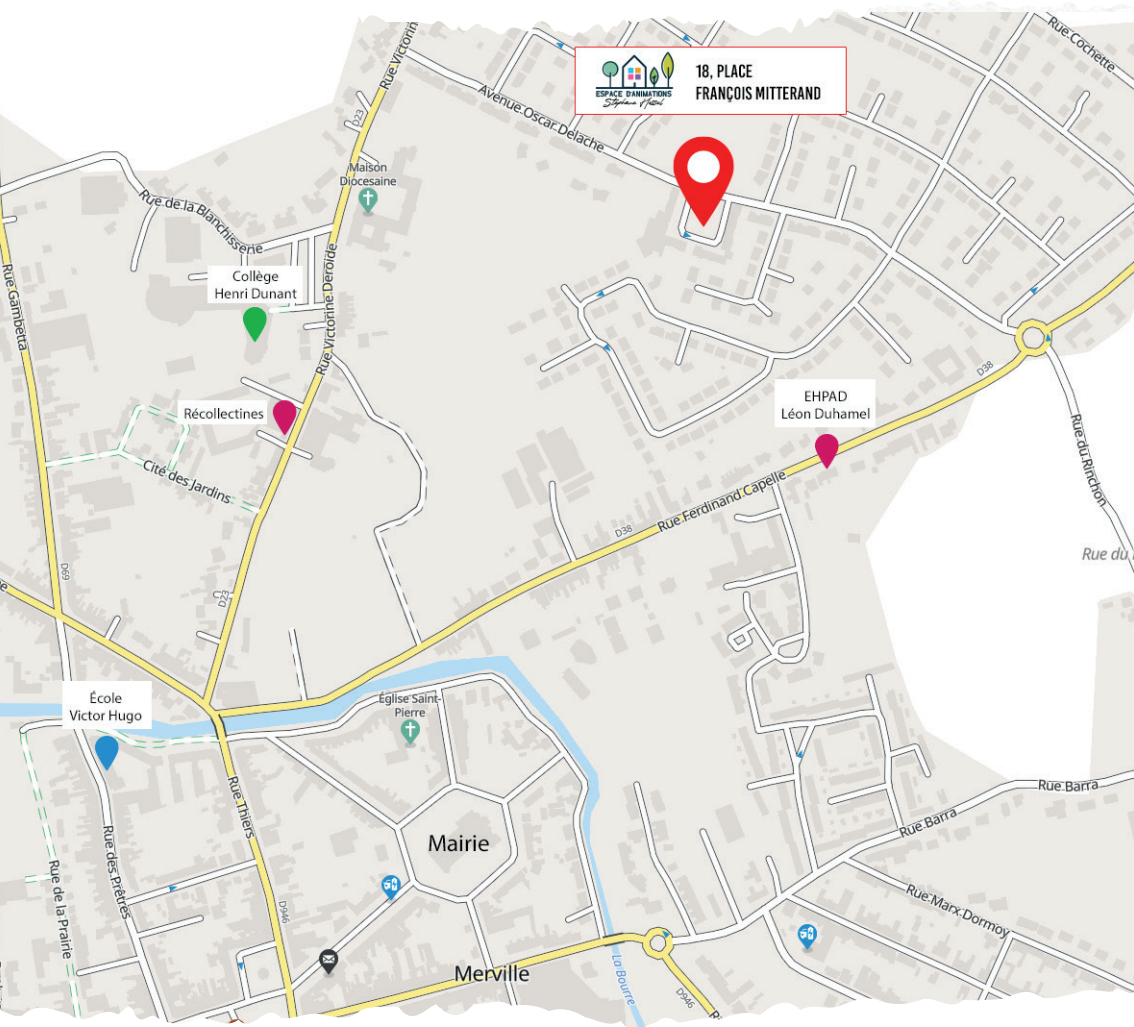 Rue Cochette
ESPACE D'ANIMATIONS
Stéphane Hessel
18, PLACE
FRANÇOIS MITTERAND
Rue Victorin
Avenue Oscar Delache
D23
Maison
Diocesaine
Rue de la Blanchisserie
Rue Gambetta
Collège
Henri Dunant
Rue Victorine Deroide
D38
EHPAD
Léon Duhamel
Récollectines
Rue du Rinchon
Cité des Jardins
Rue Ferdinand Capelle
D38
Rue du
D69
D23
École
Victor Hugo
Église Saint-
Pierre
Rue Thiers
Rue Barra
Rue Barra
Mairie
Rue des Prêtres
Rue de la Prairie
Rue Marx Dormoy
D946
Merville
La Bourre
D946